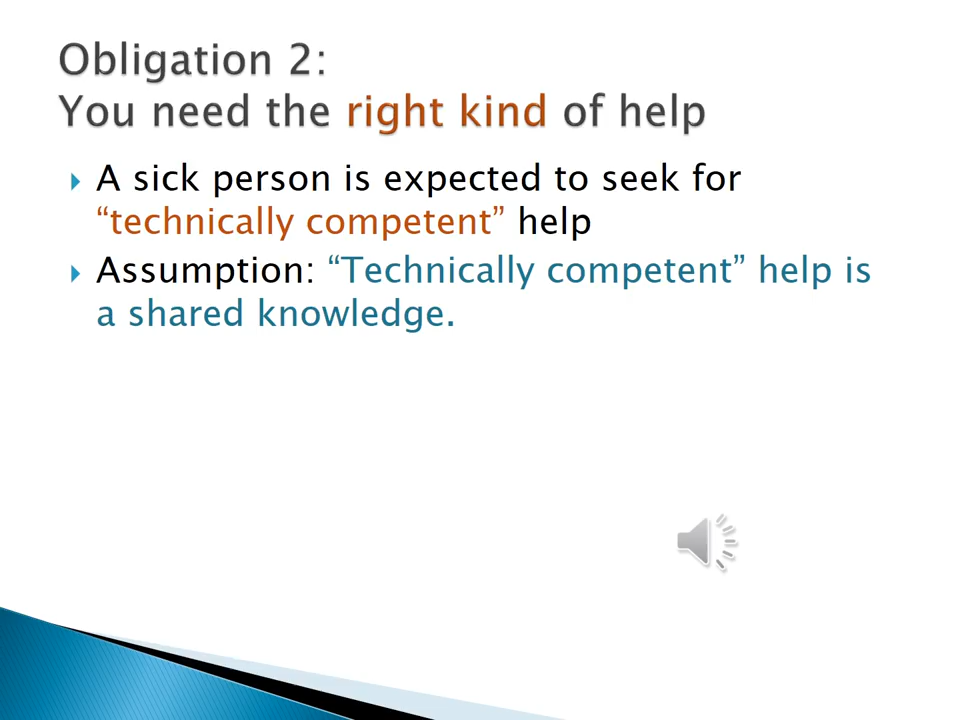 Obligation 2:
You need the right kind of help
A sick person is expected to seek for
“technically competent” help
Assumption: “Technically competent” help is
a shared knowledge.